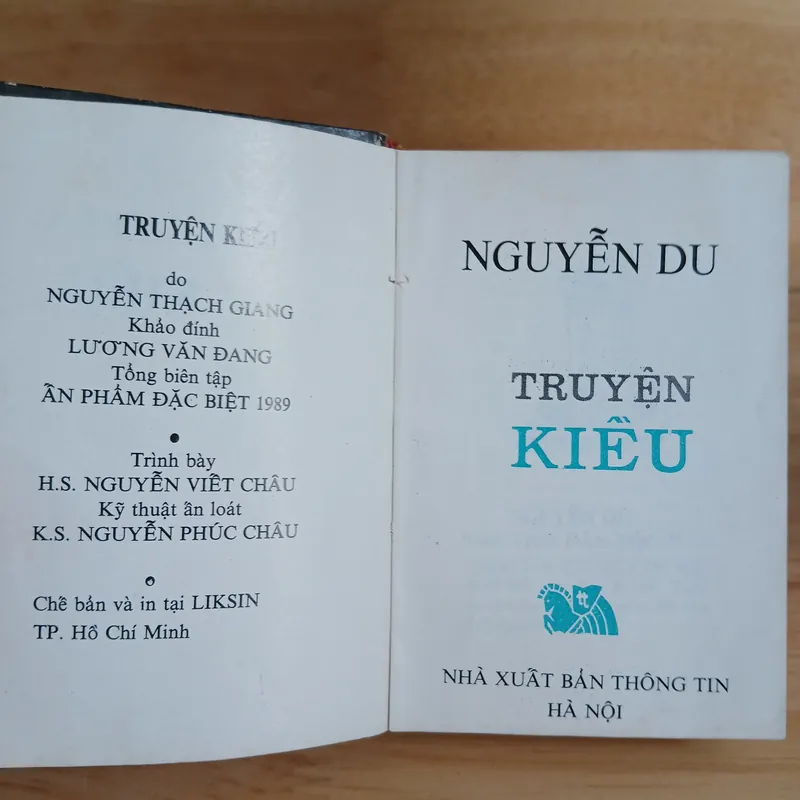 TRUYỆN KIỀU
do
NGUYỄN THẠCH GIANG
Khảo đính
LƯƠNG VĂN ĐANG
Tổng biên tập
ẤN PHẨM ĐẶC BIỆT 1989
Trình bày
H.S. NGUYỄN VIẾT CHÂU
Kỹ thuật ấn loát
K.S. NGUYỄN PHÚC CHÂU
Chế bản và in tại LIKSIN
TP. Hồ Chí Minh
NGUYỄN DU
TRUYỆN
KIỀU
tt
NHÀ XUẤT BẢN THÔNG TIN
HÀ NỘI